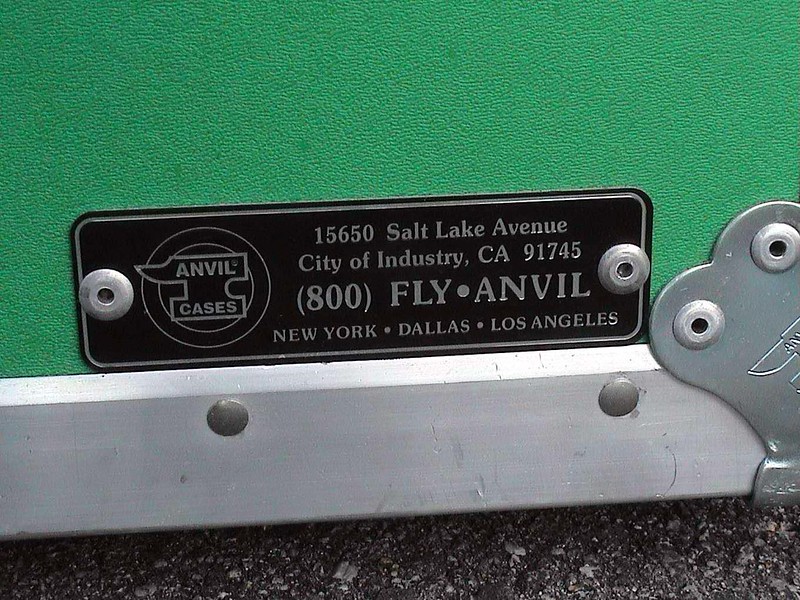 ANVIL®
CASES
15650 Salt Lake Avenue
City of Industry, CA 91745
(800) FLY•ANVIL
NEW YORK • DALLAS • LOS ANGELES